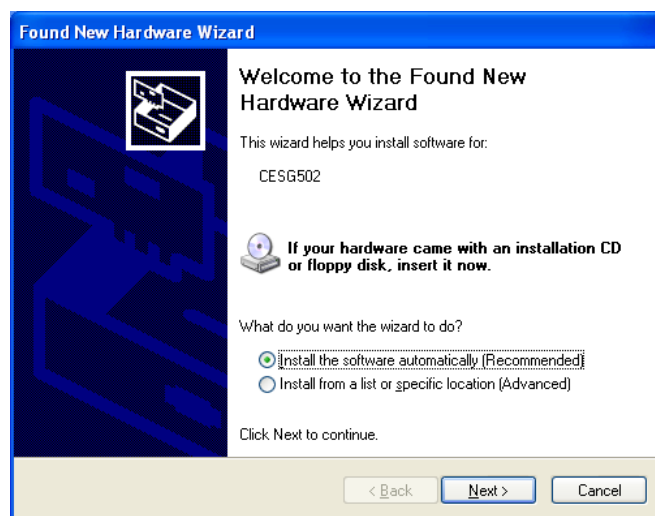 Found New Hardware Wizard
Welcome to the Found New
Hardware Wizard
This wizard helps you install software for:
CESG502
If your hardware came with an installation CD
or floppy disk, insert it now.
What do you want the wizard to do?
Install the software automatically (Recommended)
Install from a list or specific location (Advanced)
Click Next to continue.
< Back
Next >
Cancel